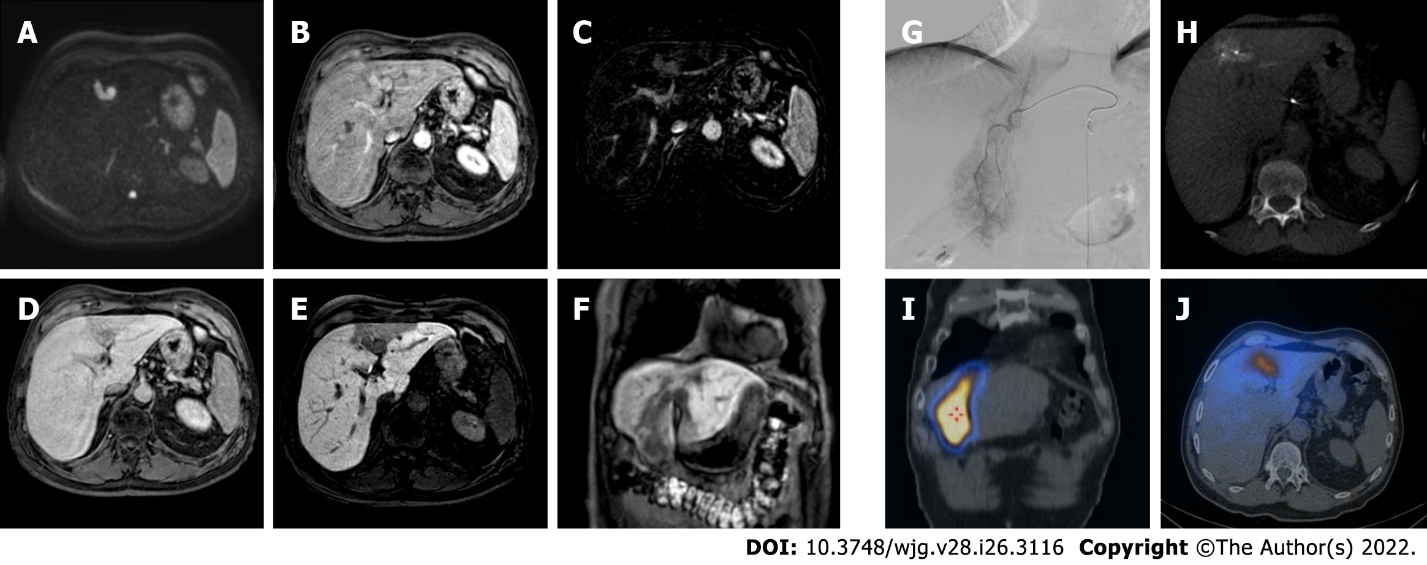 A B C G H
D E F I J
DOI: 10.3748/wjg.v28.i26.3116 Copyright ©The Author(s) 2022.